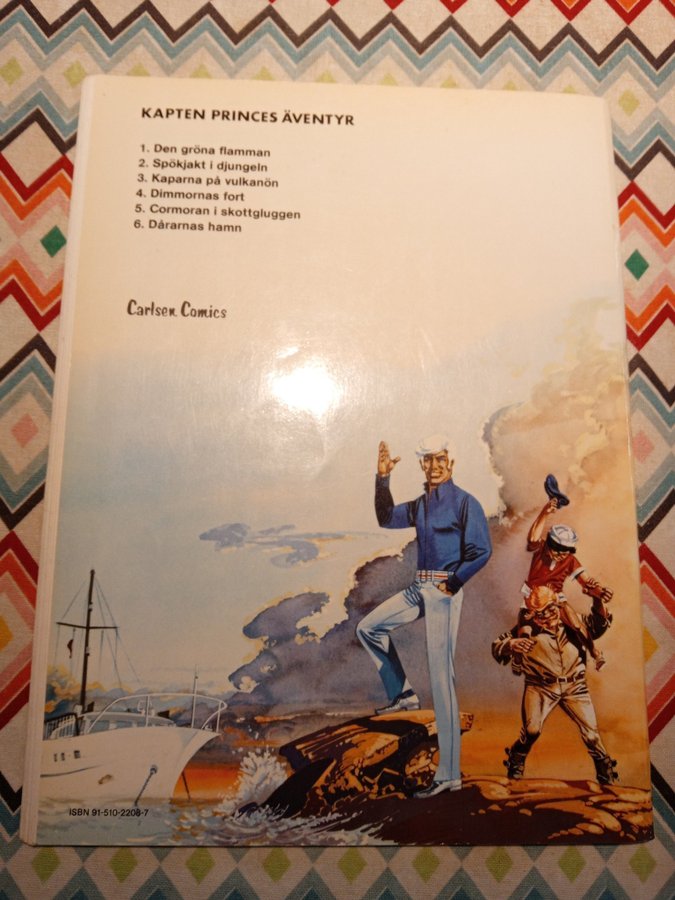 KAPTEN PRINCES ÄVENTYR
1. Den gröna flamman
2. Spökjakt i djungeln
3. Kaparna på vulkanön
4. Dimmornas fort
5. Cormoran i skottgluggen
6. Dårarnas hamn
Carlsen Comics
ISBN 91-510-2208-7